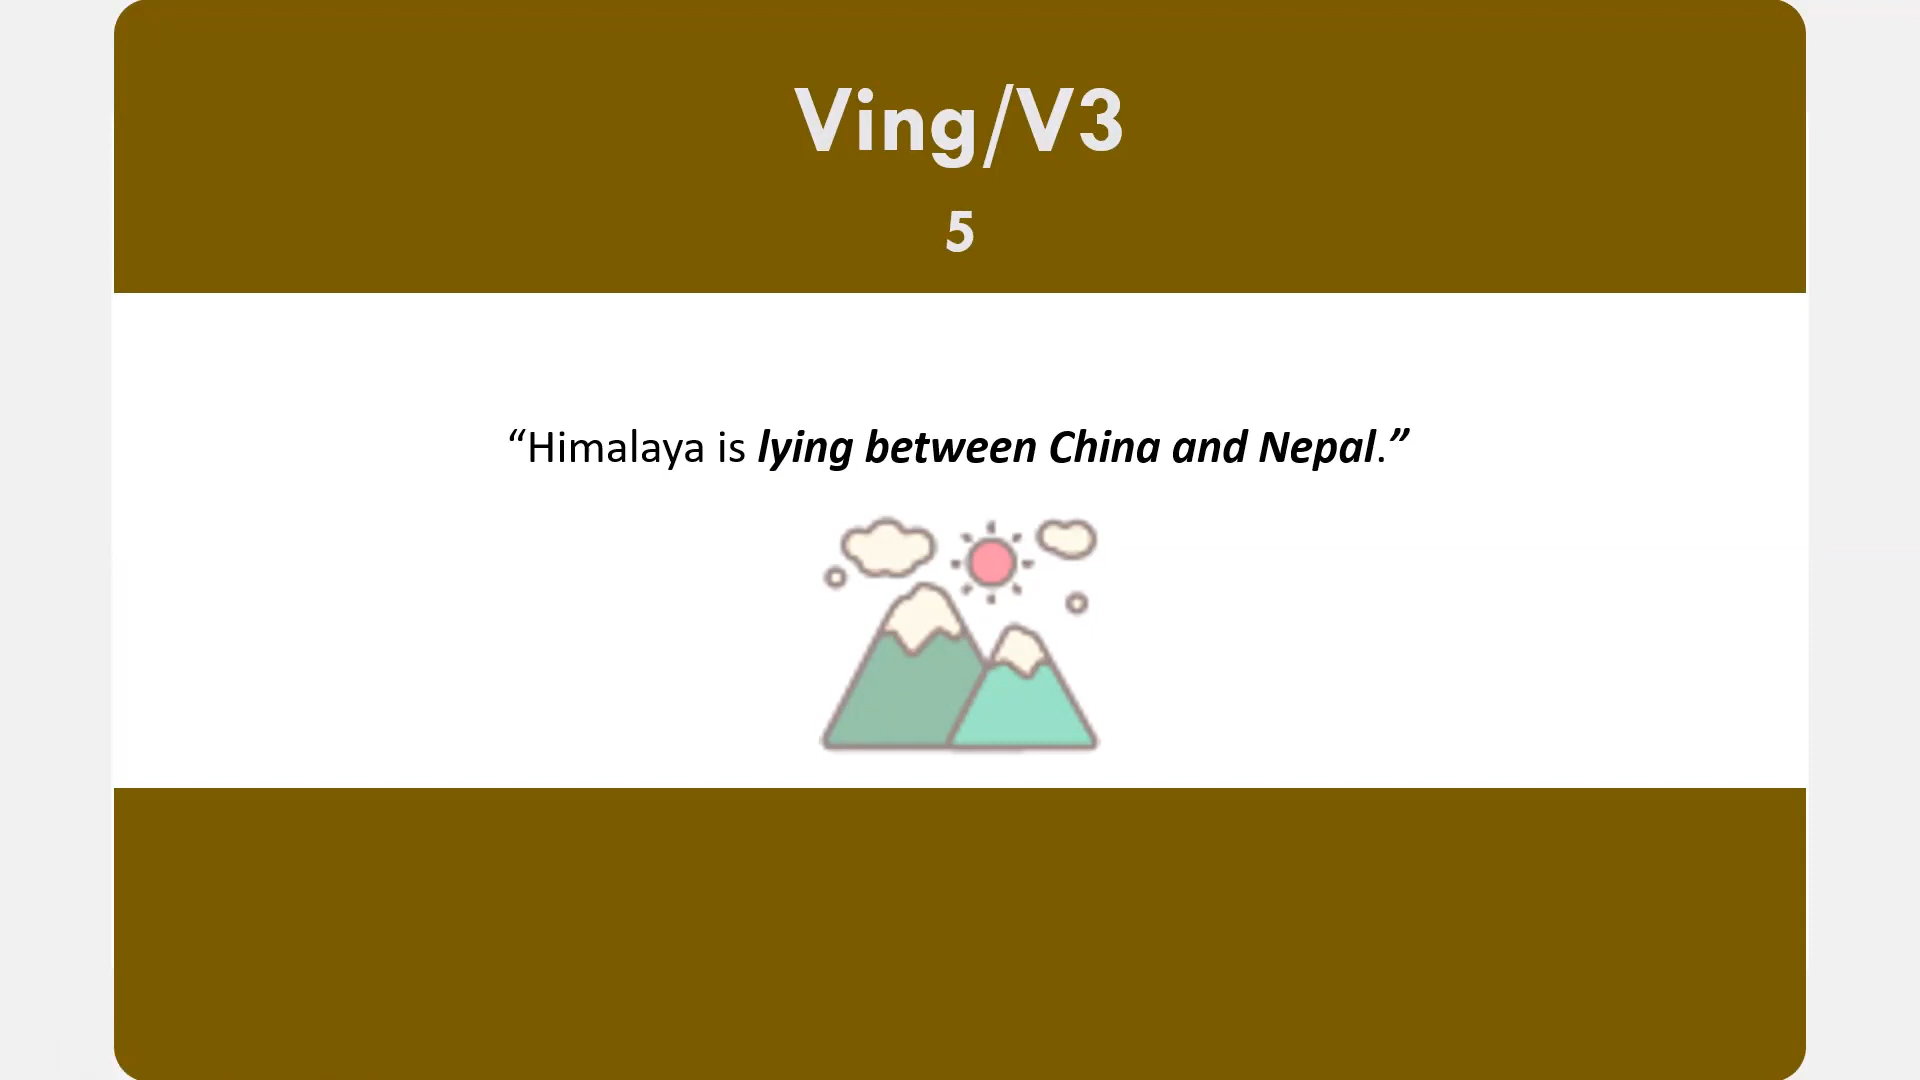 Ving/V3
5
“Himalaya is lying between China and Nepal.”